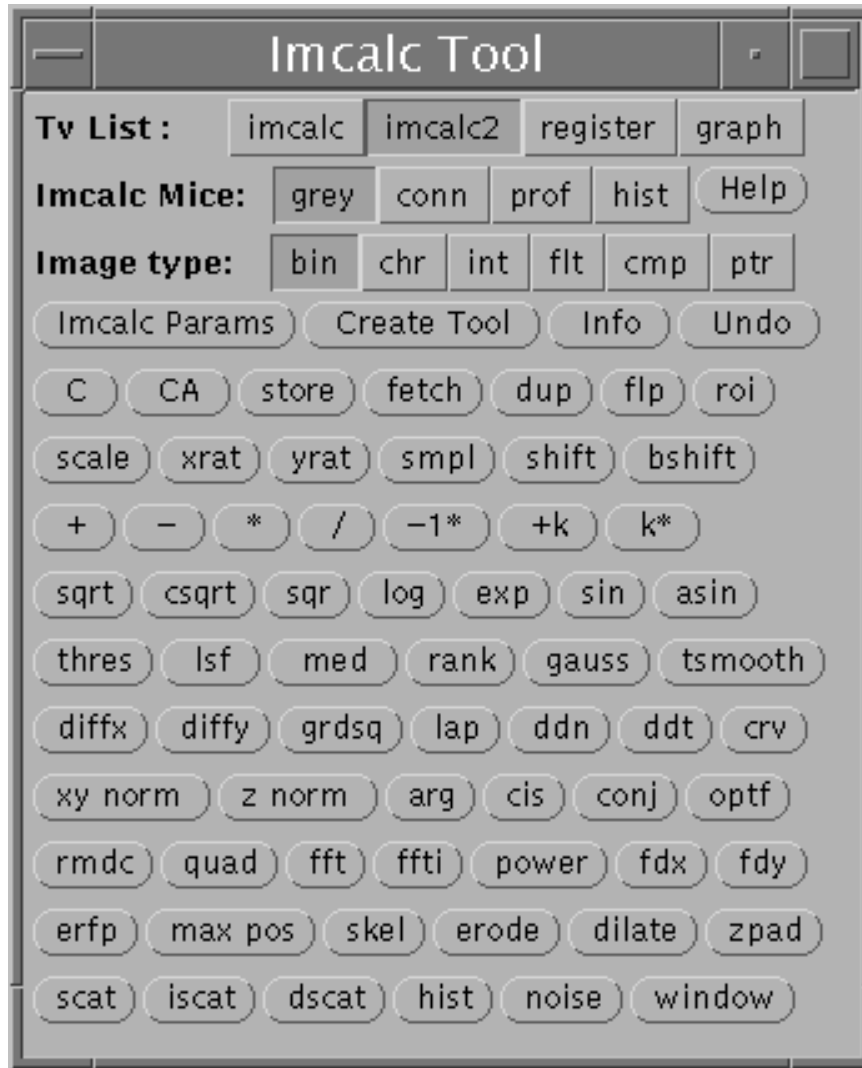 Imcalc Tool
Tv List : imcalc imcalc2 register graph
Imcalc Mice: grey conn prof hist Help
Image type: bin chr int flt cmp ptr
Imcalc Params Create Tool Info Undo
C CA store fetch dup flp roi
scale xrat yrat smpl shift bshift
+ − * / −1* +k k*
sqrt csqrt sqr log exp sin asin
thres lsf med rank gauss tsmooth
diffx diffy grdsq lap ddn ddt crv
xy norm z norm arg cis conj optf
rmdc quad fft ffti power fdx fdy
erfp max pos skel erode dilate zpad
scat iscat dscat hist noise window